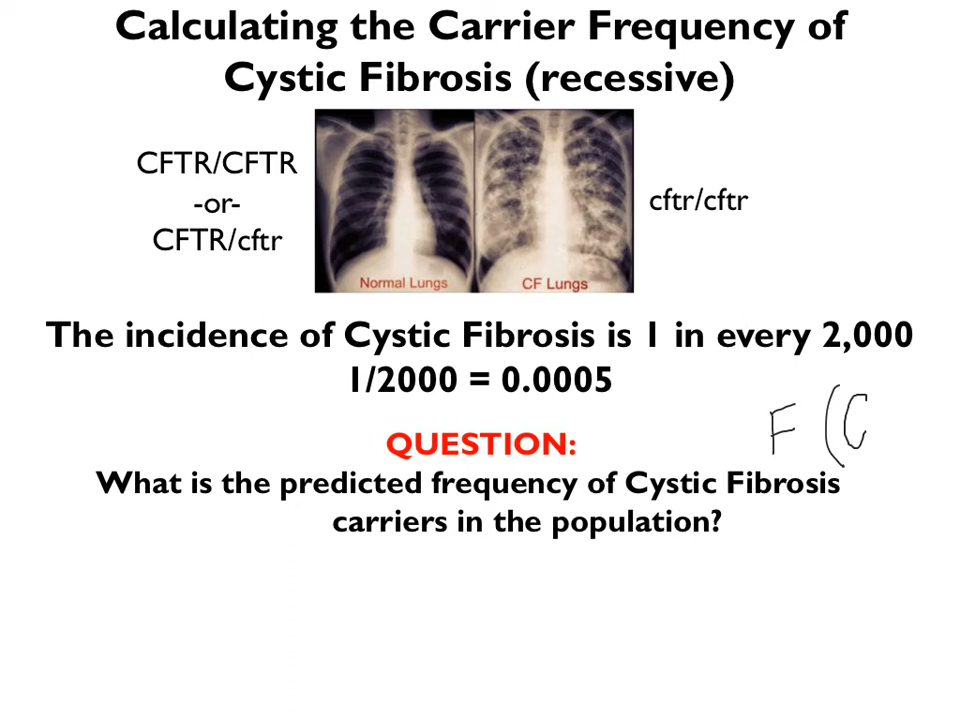 Calculating the Carrier Frequency of
Cystic Fibrosis (recessive)
CFTR/CFTR
-or-
CFTR/cftr
Normal Lungs
CF Lungs
cftr/cftr
The incidence of Cystic Fibrosis is 1 in every 2,000
1/2000 = 0.0005
F (C
QUESTION:
What is the predicted frequency of Cystic Fibrosis
carriers in the population?